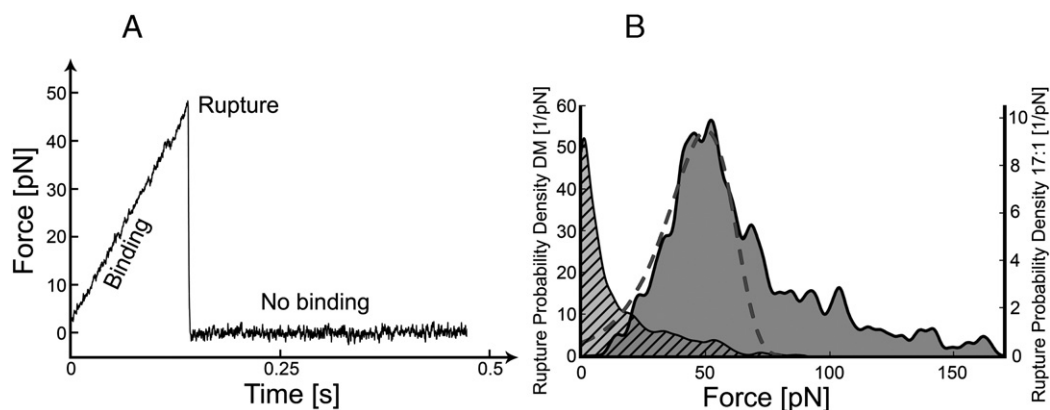 A
Force [pN]
50
40
30
20
10
0
Binding
Rupture
No binding
0
0.25
0.5
Time [s]
B
Rupture Probability Density DM [1/pN]
60
50
40
30
20
10
0
0
50
100
150
Force [pN]
10
8
6
4
2
0
Rupture Probability Density 17:1 [1/pN]